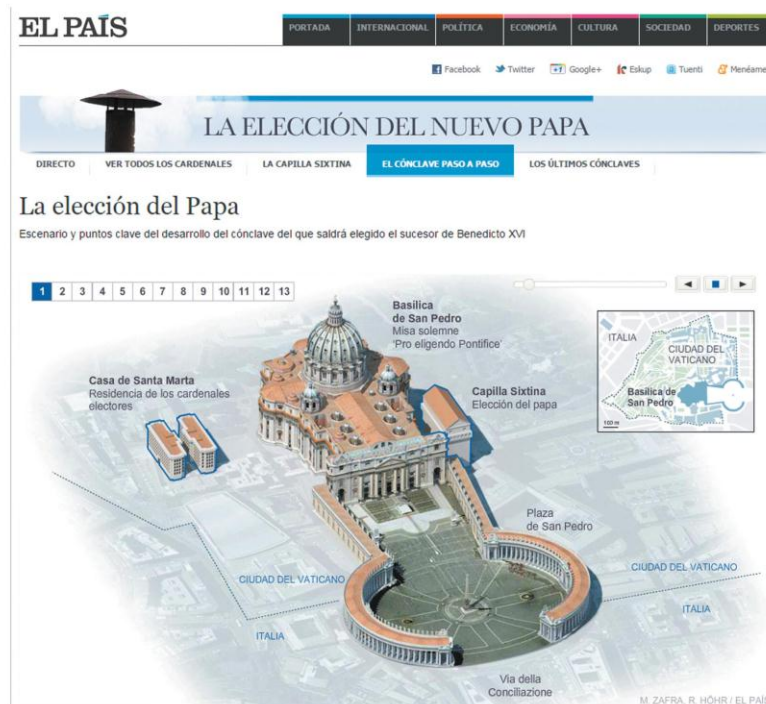 EL PAÍS
PORTADA INTERNACIONAL POLÍTICA ECONOMÍA CULTURA SOCIEDAD DEPORTES
Facebook Twitter +1 Google+ Eskup Tuenti Menéame
LA ELECCIÓN DEL NUEVO PAPA
DIRECTO VER TODOS LOS CARDENALES LA CAPILLA SIXTINA EL CÓNCLAVE PASO A PASO LOS ÚLTIMOS CÓNCLAVES
La elección del Papa
Escenario y puntos clave del desarrollo del cónclave del que saldrá elegido el sucesor de Benedicto XVI
1 2 3 4 5 6 7 8 9 10 11 12 13
Basílica
de San Pedro
Misa solemne
'Pro eligendo Pontifice'
ITALIA
CIUDAD DEL
VATICANO
Basílica de
San Pedro
100 m
Casa de Santa Marta
Residencia de los cardenales
electores
Capilla Sixtina
Elección del papa
Plaza
de San Pedro
CIUDAD DEL VATICANO
ITALIA
CIUDAD DEL VATICANO
ITALIA
Via della
Conciliazione
M. ZAFRA, R. HÖHR / EL PAÍS